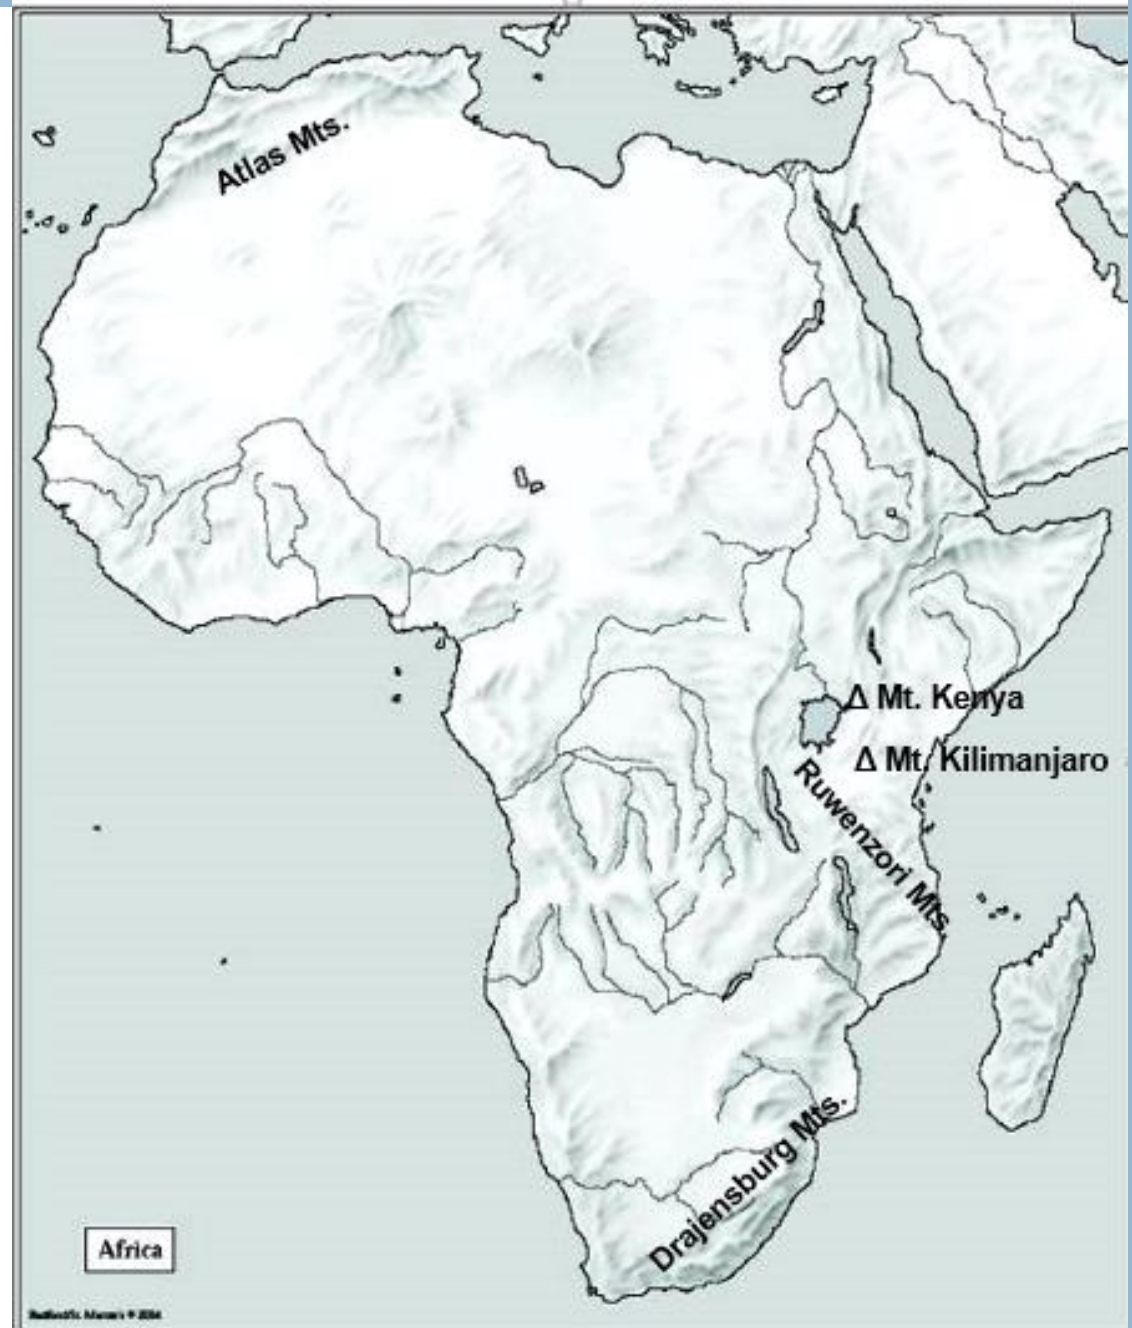 Atlas Mts.
Δ Mt. Kenya
Δ Mt. Kilimanjaro
Ruwenzori Mts.
Drajensburg Mts.
Africa